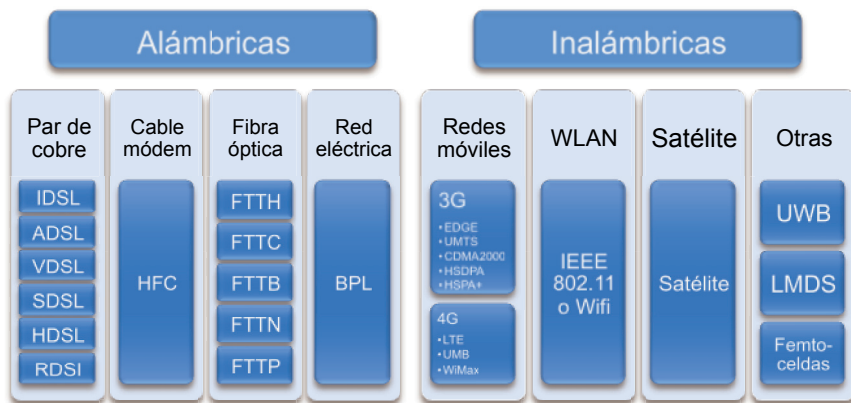 Alámbricas
Inalámbricas
Par de
cobre
IDSL
ADSL
VDSL
SDSL
HDSL
RDSI
Cable
módem
HFC
Fibra
óptica
FTTH
FTTC
FTTB
FTTN
FTTP
Red
eléctrica
BPL
Redes
móviles
3G
•EDGE
•UMTS
•CDMA2000
•HSDPA
•HSPA+
4G
•LTE
•UMB
•WiMax
WLAN
IEEE
802.11
o Wifi
Satélite
Satélite
Otras
UWB
LMDS
Femto-
celdas